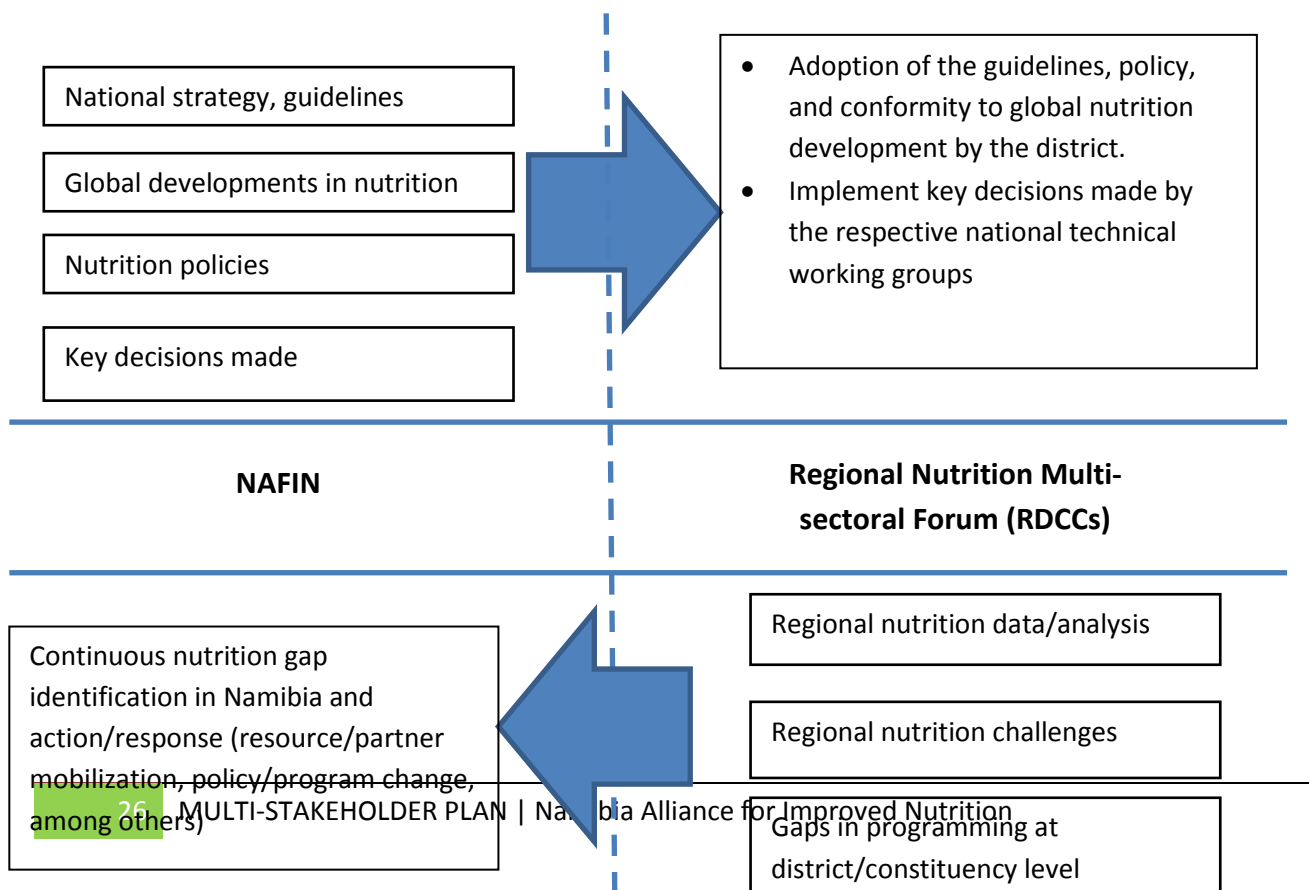 National strategy, guidelines
Global developments in nutrition
Nutrition policies
Key decisions made
• Adoption of the guidelines, policy,
and conformity to global nutrition
development by the district.
• Implement key decisions made by
the respective national technical
working groups
NAFIN
Regional Nutrition Multi-
sectoral Forum (RDCCs)
Continuous nutrition gap
identification in Namibia and
action/response (resource/partner
mobilization, policy/program change,
among others)
Regional nutrition data/analysis
Regional nutrition challenges
Gaps in programming at
district/constituency level
26 MULTI-STAKEHOLDER PLAN | Namibia Alliance for Improved Nutrition